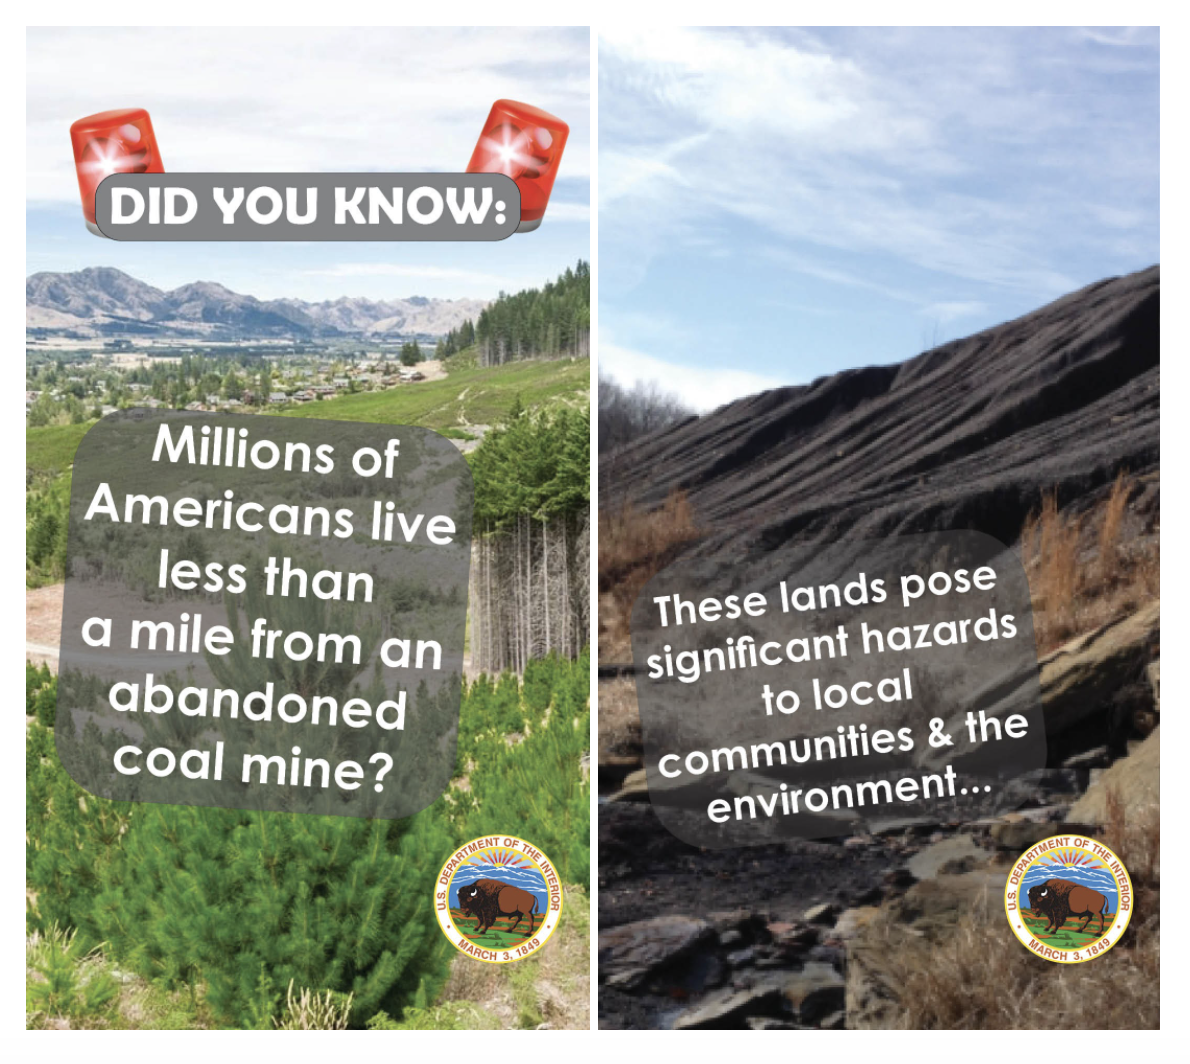 DID YOU KNOW:
Millions of
Americans live
less than
a mile from an
abandoned
coal mine?
U.S. DEPARTMENT OF THE INTERIOR
MARCH 3, 1849
These lands pose
significant hazards
to local
communities & the
environment...
U.S. DEPARTMENT OF THE INTERIOR
MARCH 3, 1849